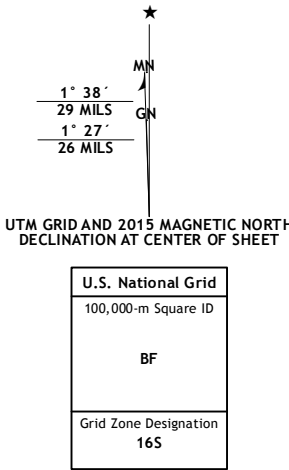 MN
1° 38´
29 MILS
GN
1° 27´
26 MILS
UTM GRID AND 2015 MAGNETIC NORTH
DECLINATION AT CENTER OF SHEET
U.S. National Grid
100,000-m Square ID
BF
Grid Zone Designation
16S